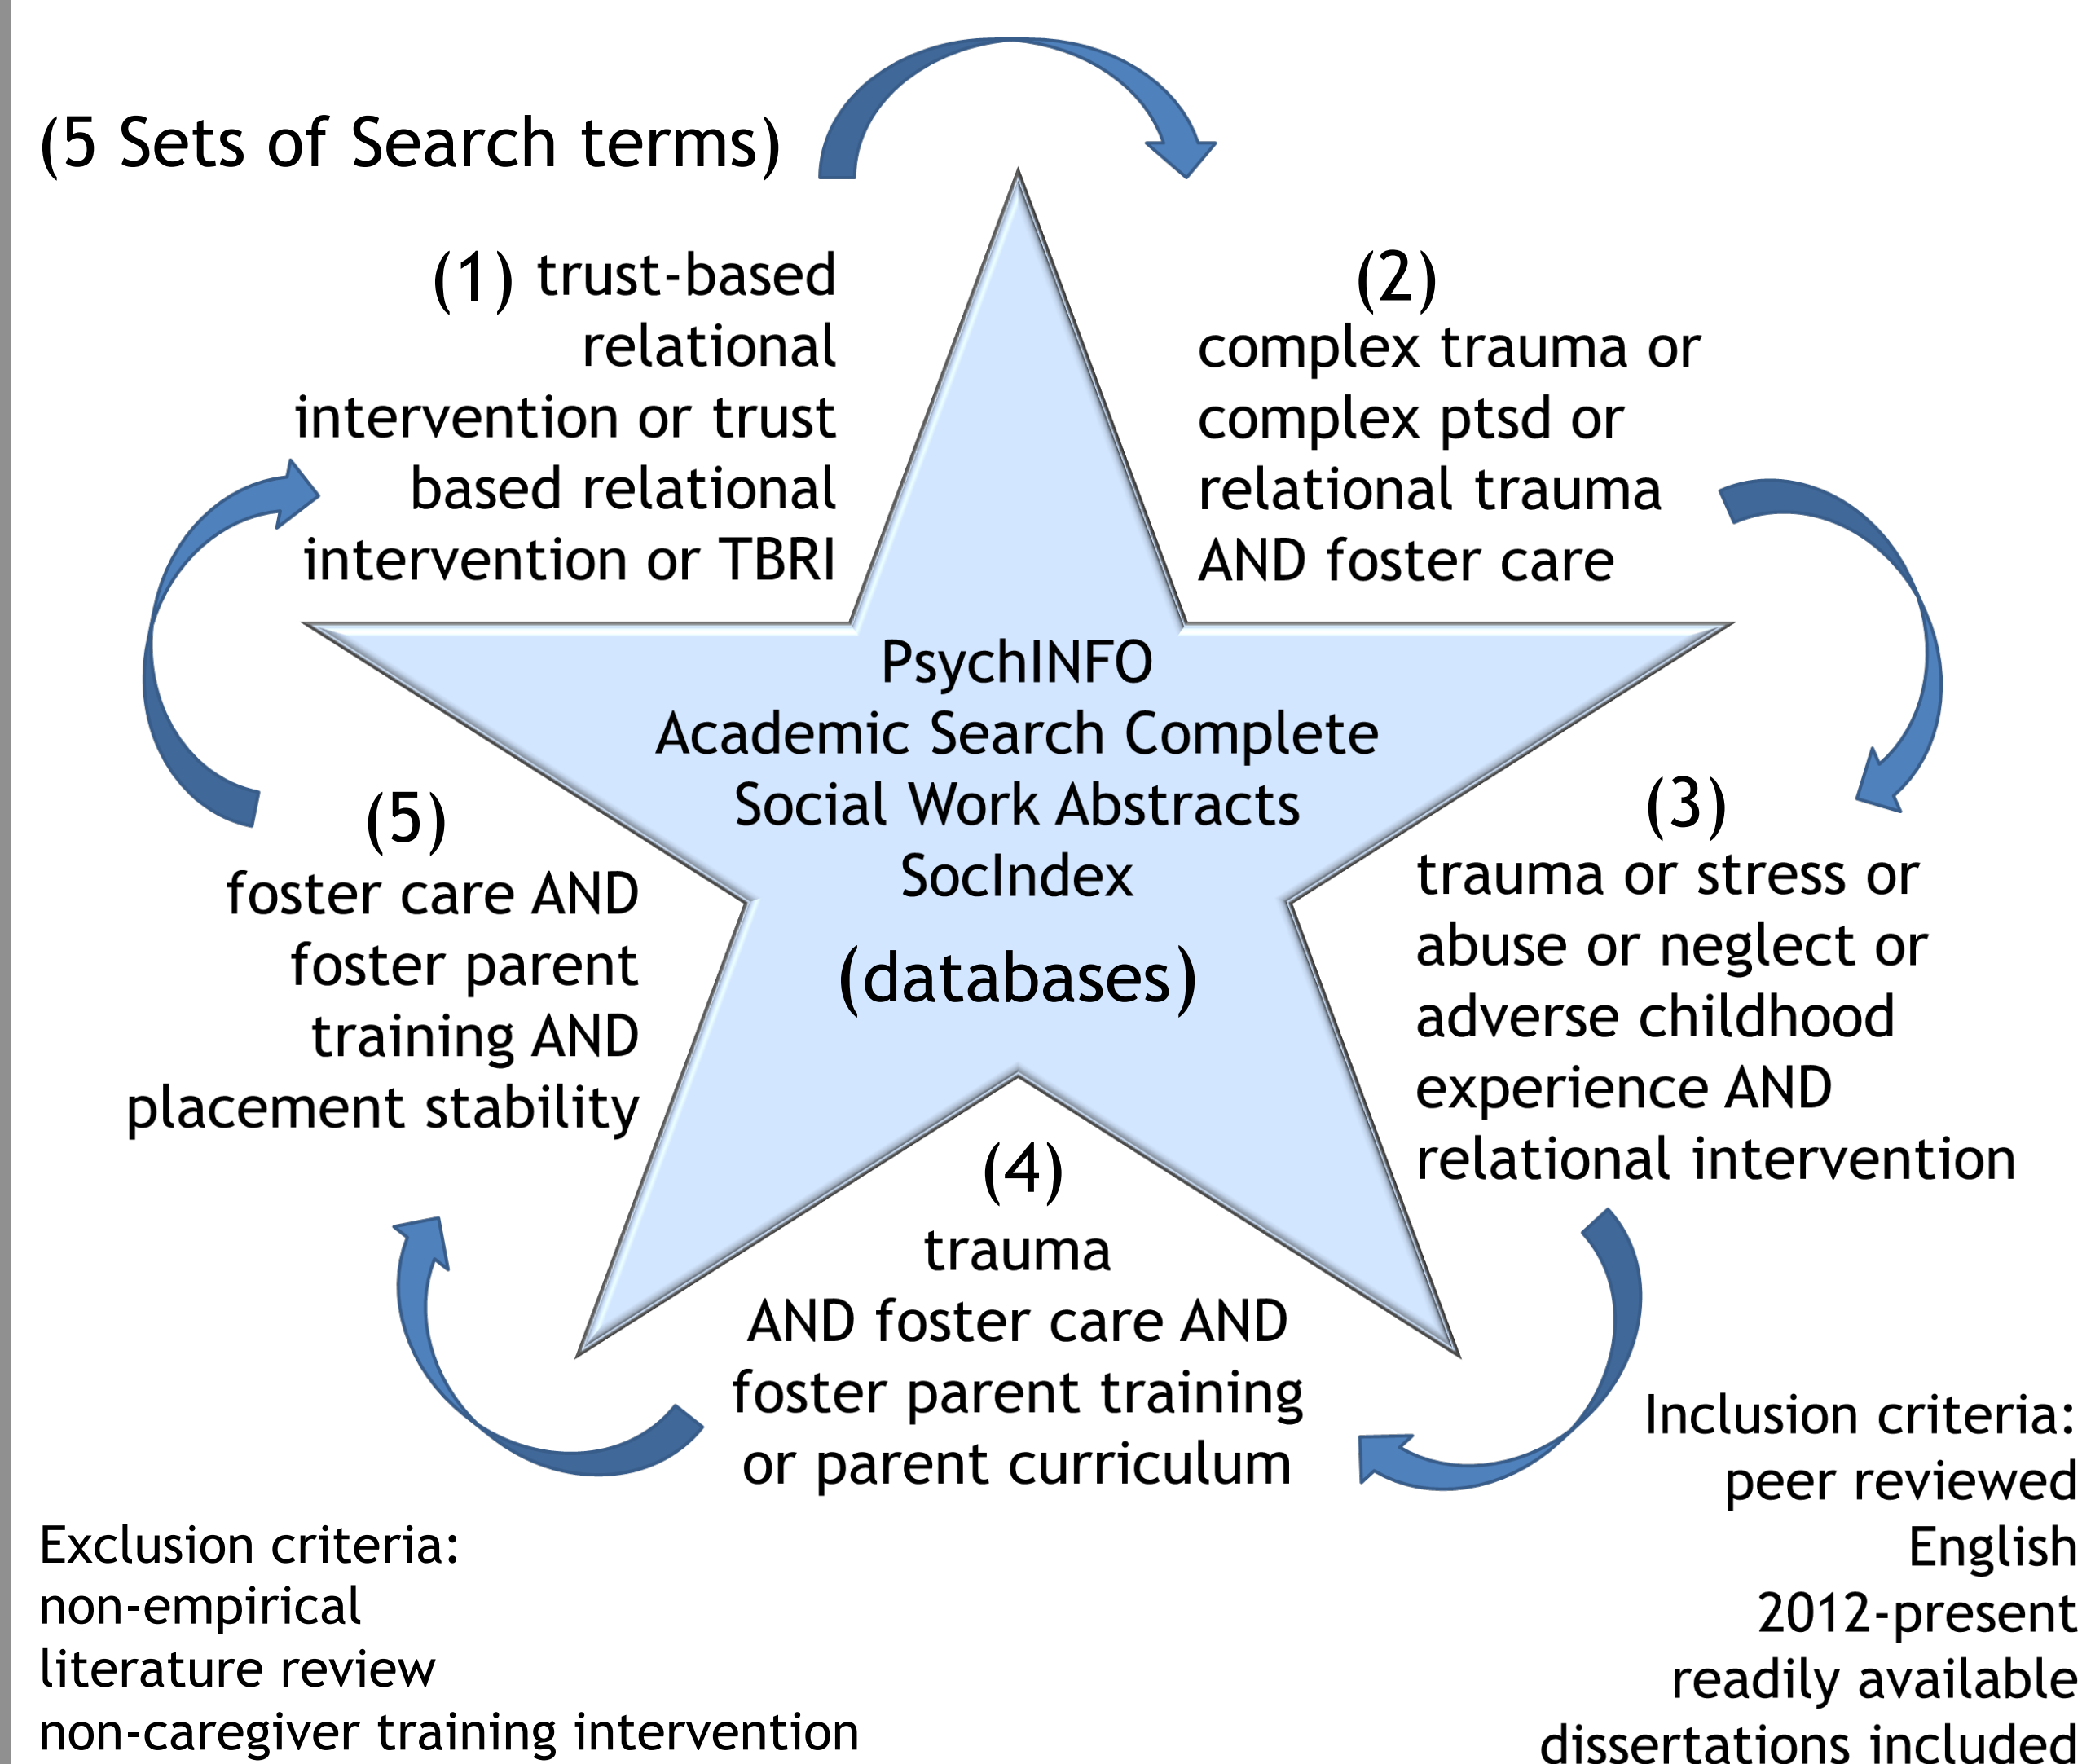 (5 Sets of Search terms)
(1) trust-based
relational
intervention or trust
based relational
intervention or TBRI
(2)
complex trauma or
complex ptsd or
relational trauma
AND foster care
PsychINFO
Academic Search Complete
Social Work Abstracts
SocIndex
(databases)
(3)
trauma or stress or
abuse or neglect or
adverse childhood
experience AND
relational intervention
(4)
trauma
AND foster care AND
foster parent training
or parent curriculum
(5)
foster care AND
foster parent
training AND
placement stability
Exclusion criteria:
non-empirical
literature review
non-caregiver training intervention
Inclusion criteria:
peer reviewed
English
2012-present
readily available
dissertations included